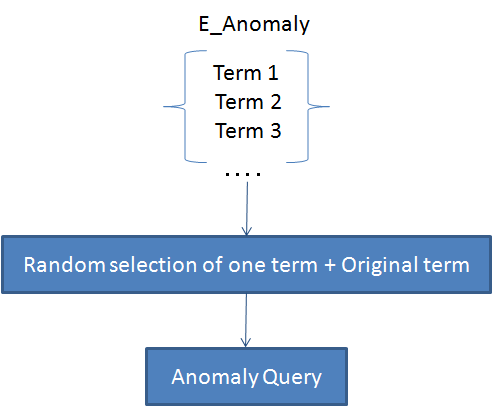 E_Anomaly
Term 1
Term 2
Term 3
....
Random selection of one term + Original term
Anomaly Query